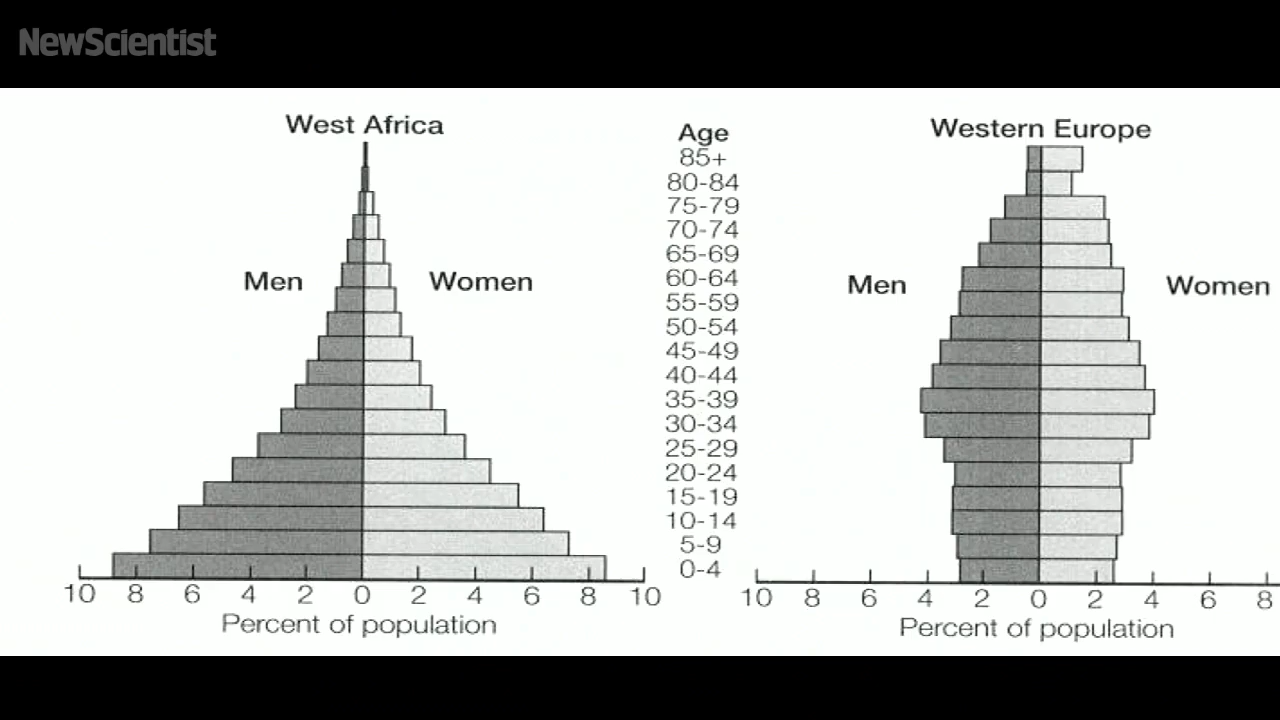 NewScientist
West Africa
Men
Women
10 8 6 4 2 0 2 4 6 8 10
Percent of population
Age
85+
80-84
75-79
70-74
65-69
60-64
55-59
50-54
45-49
40-44
35-39
30-34
25-29
20-24
15-19
10-14
5-9
0-4
Western Europe
Men
Women
10 8 6 4 2 0 2 4 6 8
Percent of population